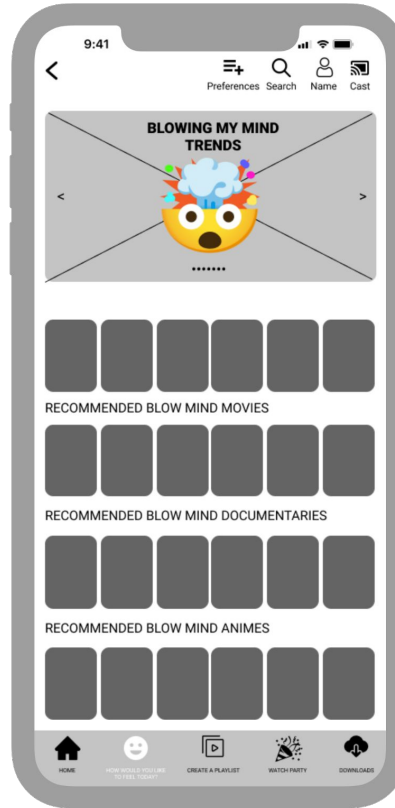 9:41
Preferences Search Name Cast
BLOWING MY MIND
TRENDS
< >
RECOMMENDED BLOW MIND MOVIES
RECOMMENDED BLOW MIND DOCUMENTARIES
RECOMMENDED BLOW MIND ANIMES
HOME HOW WOULD YOU LIKE CREATE A PLAYLIST WATCH PARTY DOWNLOADS
TO FEEL TODAY?